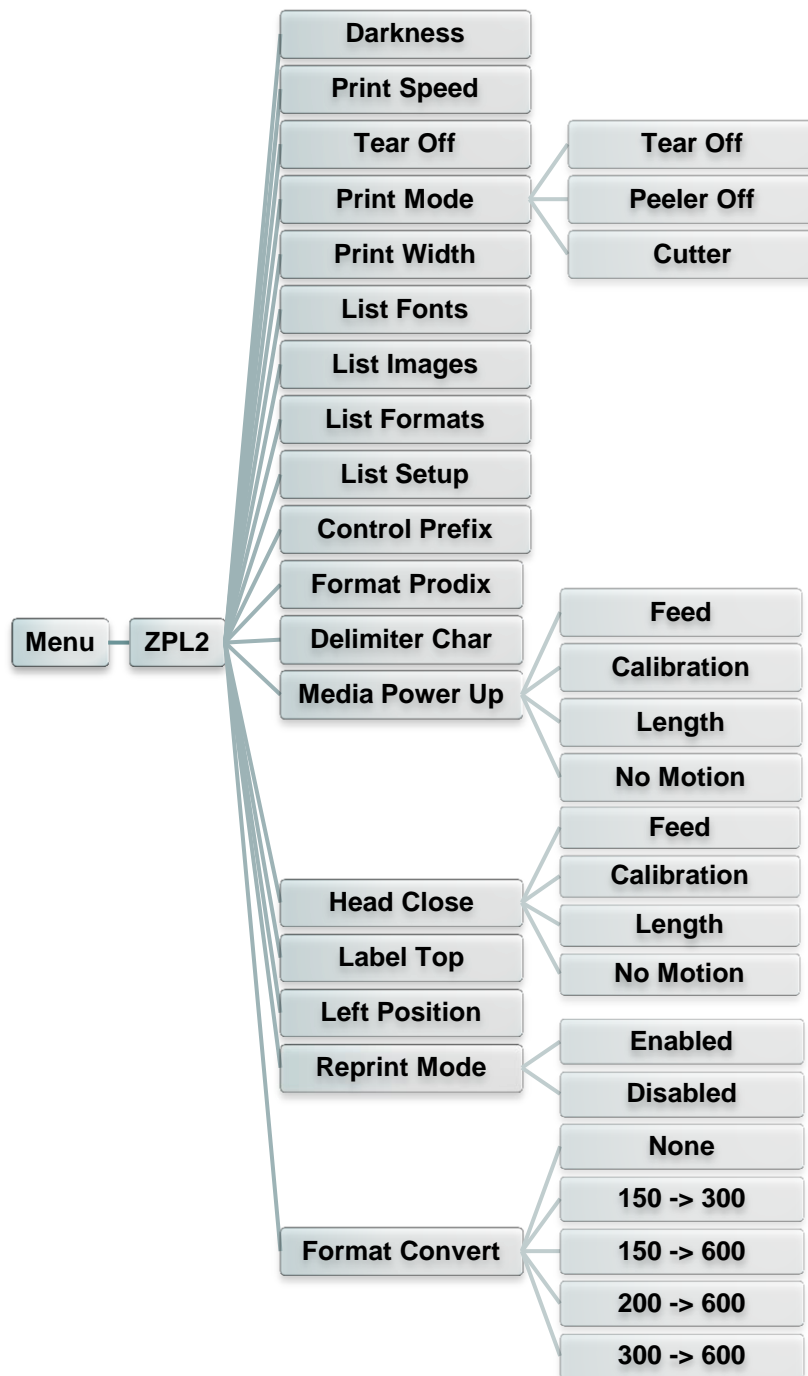 Menu
ZPL2
Darkness
Print Speed
Tear Off
Print Mode
Tear Off
Peeler Off
Cutter
Print Width
List Fonts
List Images
List Formats
List Setup
Control Prefix
Format Prodix
Delimiter Char
Media Power Up
Feed
Calibration
Length
No Motion
Head Close
Feed
Calibration
Length
No Motion
Label Top
Left Position
Reprint Mode
Enabled
Disabled
Format Convert
None
150 -> 300
150 -> 600
200 -> 600
300 -> 600